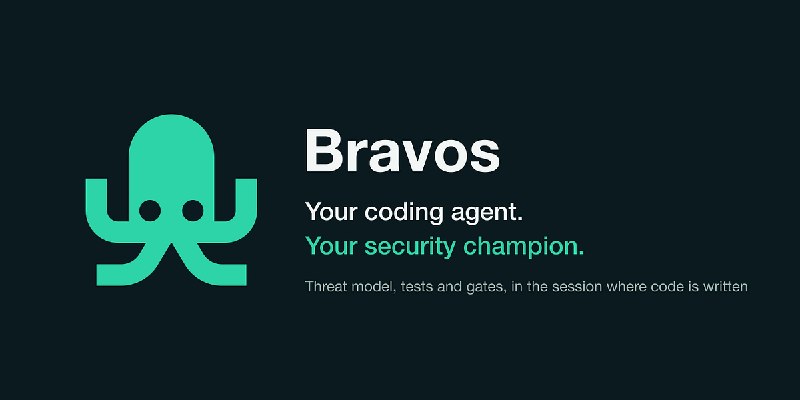 Bravos
Your coding agent.
Your security champion.
Threat model, tests and gates, in the session where code is written